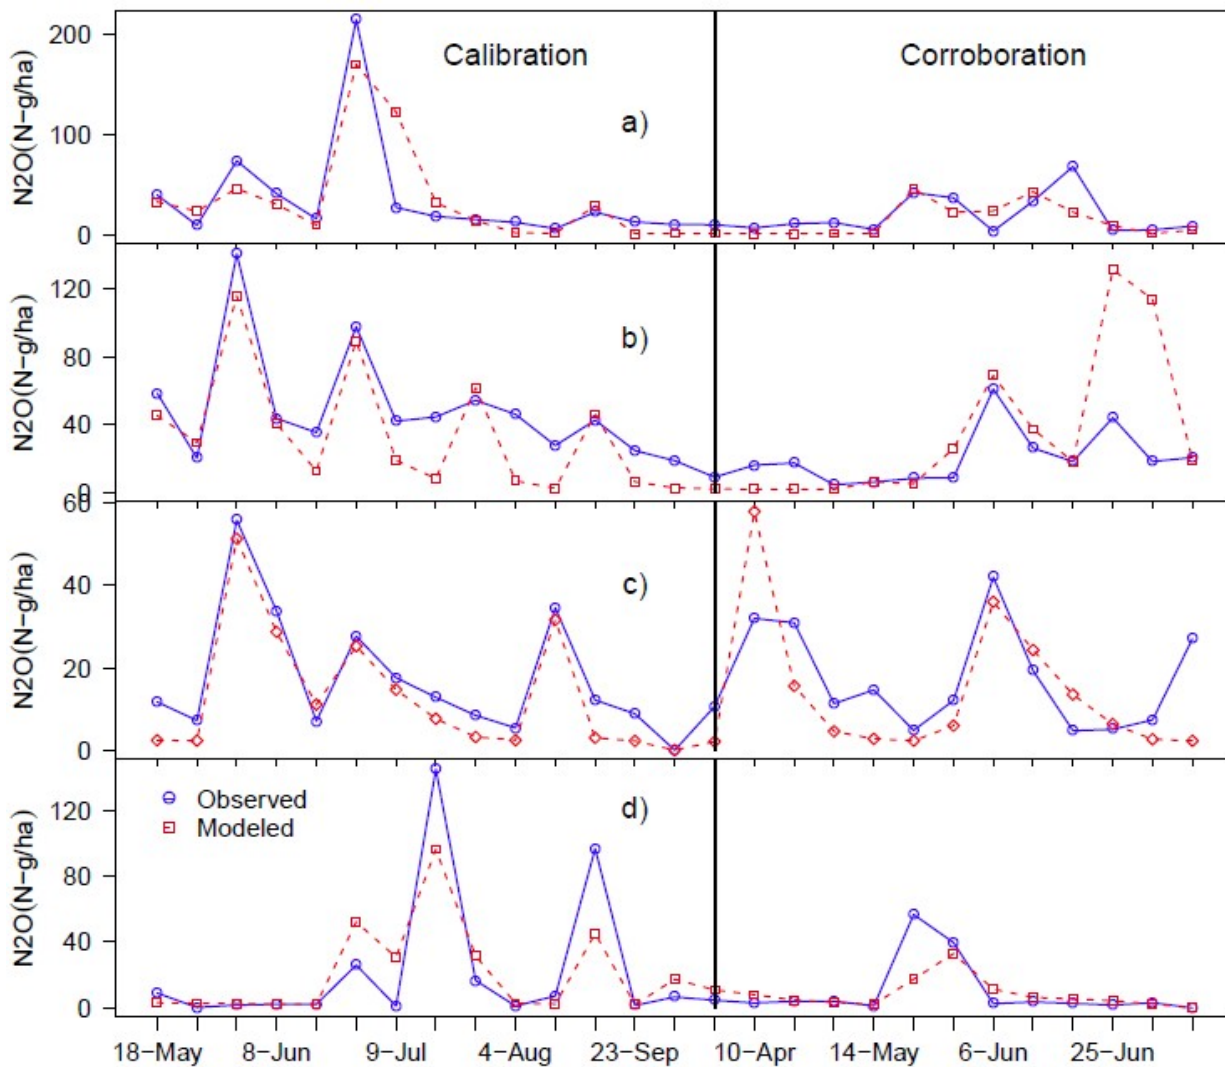 Calibration
Corroboration
a)
N2O(N−g/ha)
200
100
0
b)
N2O(N−g/ha)
120
80
40
0
c)
N2O(N−g/ha)
60
40
20
0
d)
N2O(N−g/ha)
120
80
40
0
Observed
Modeled
18−May 8−Jun 9−Jul 4−Aug 23−Sep 10−Apr 14−May 6−Jun 25−Jun